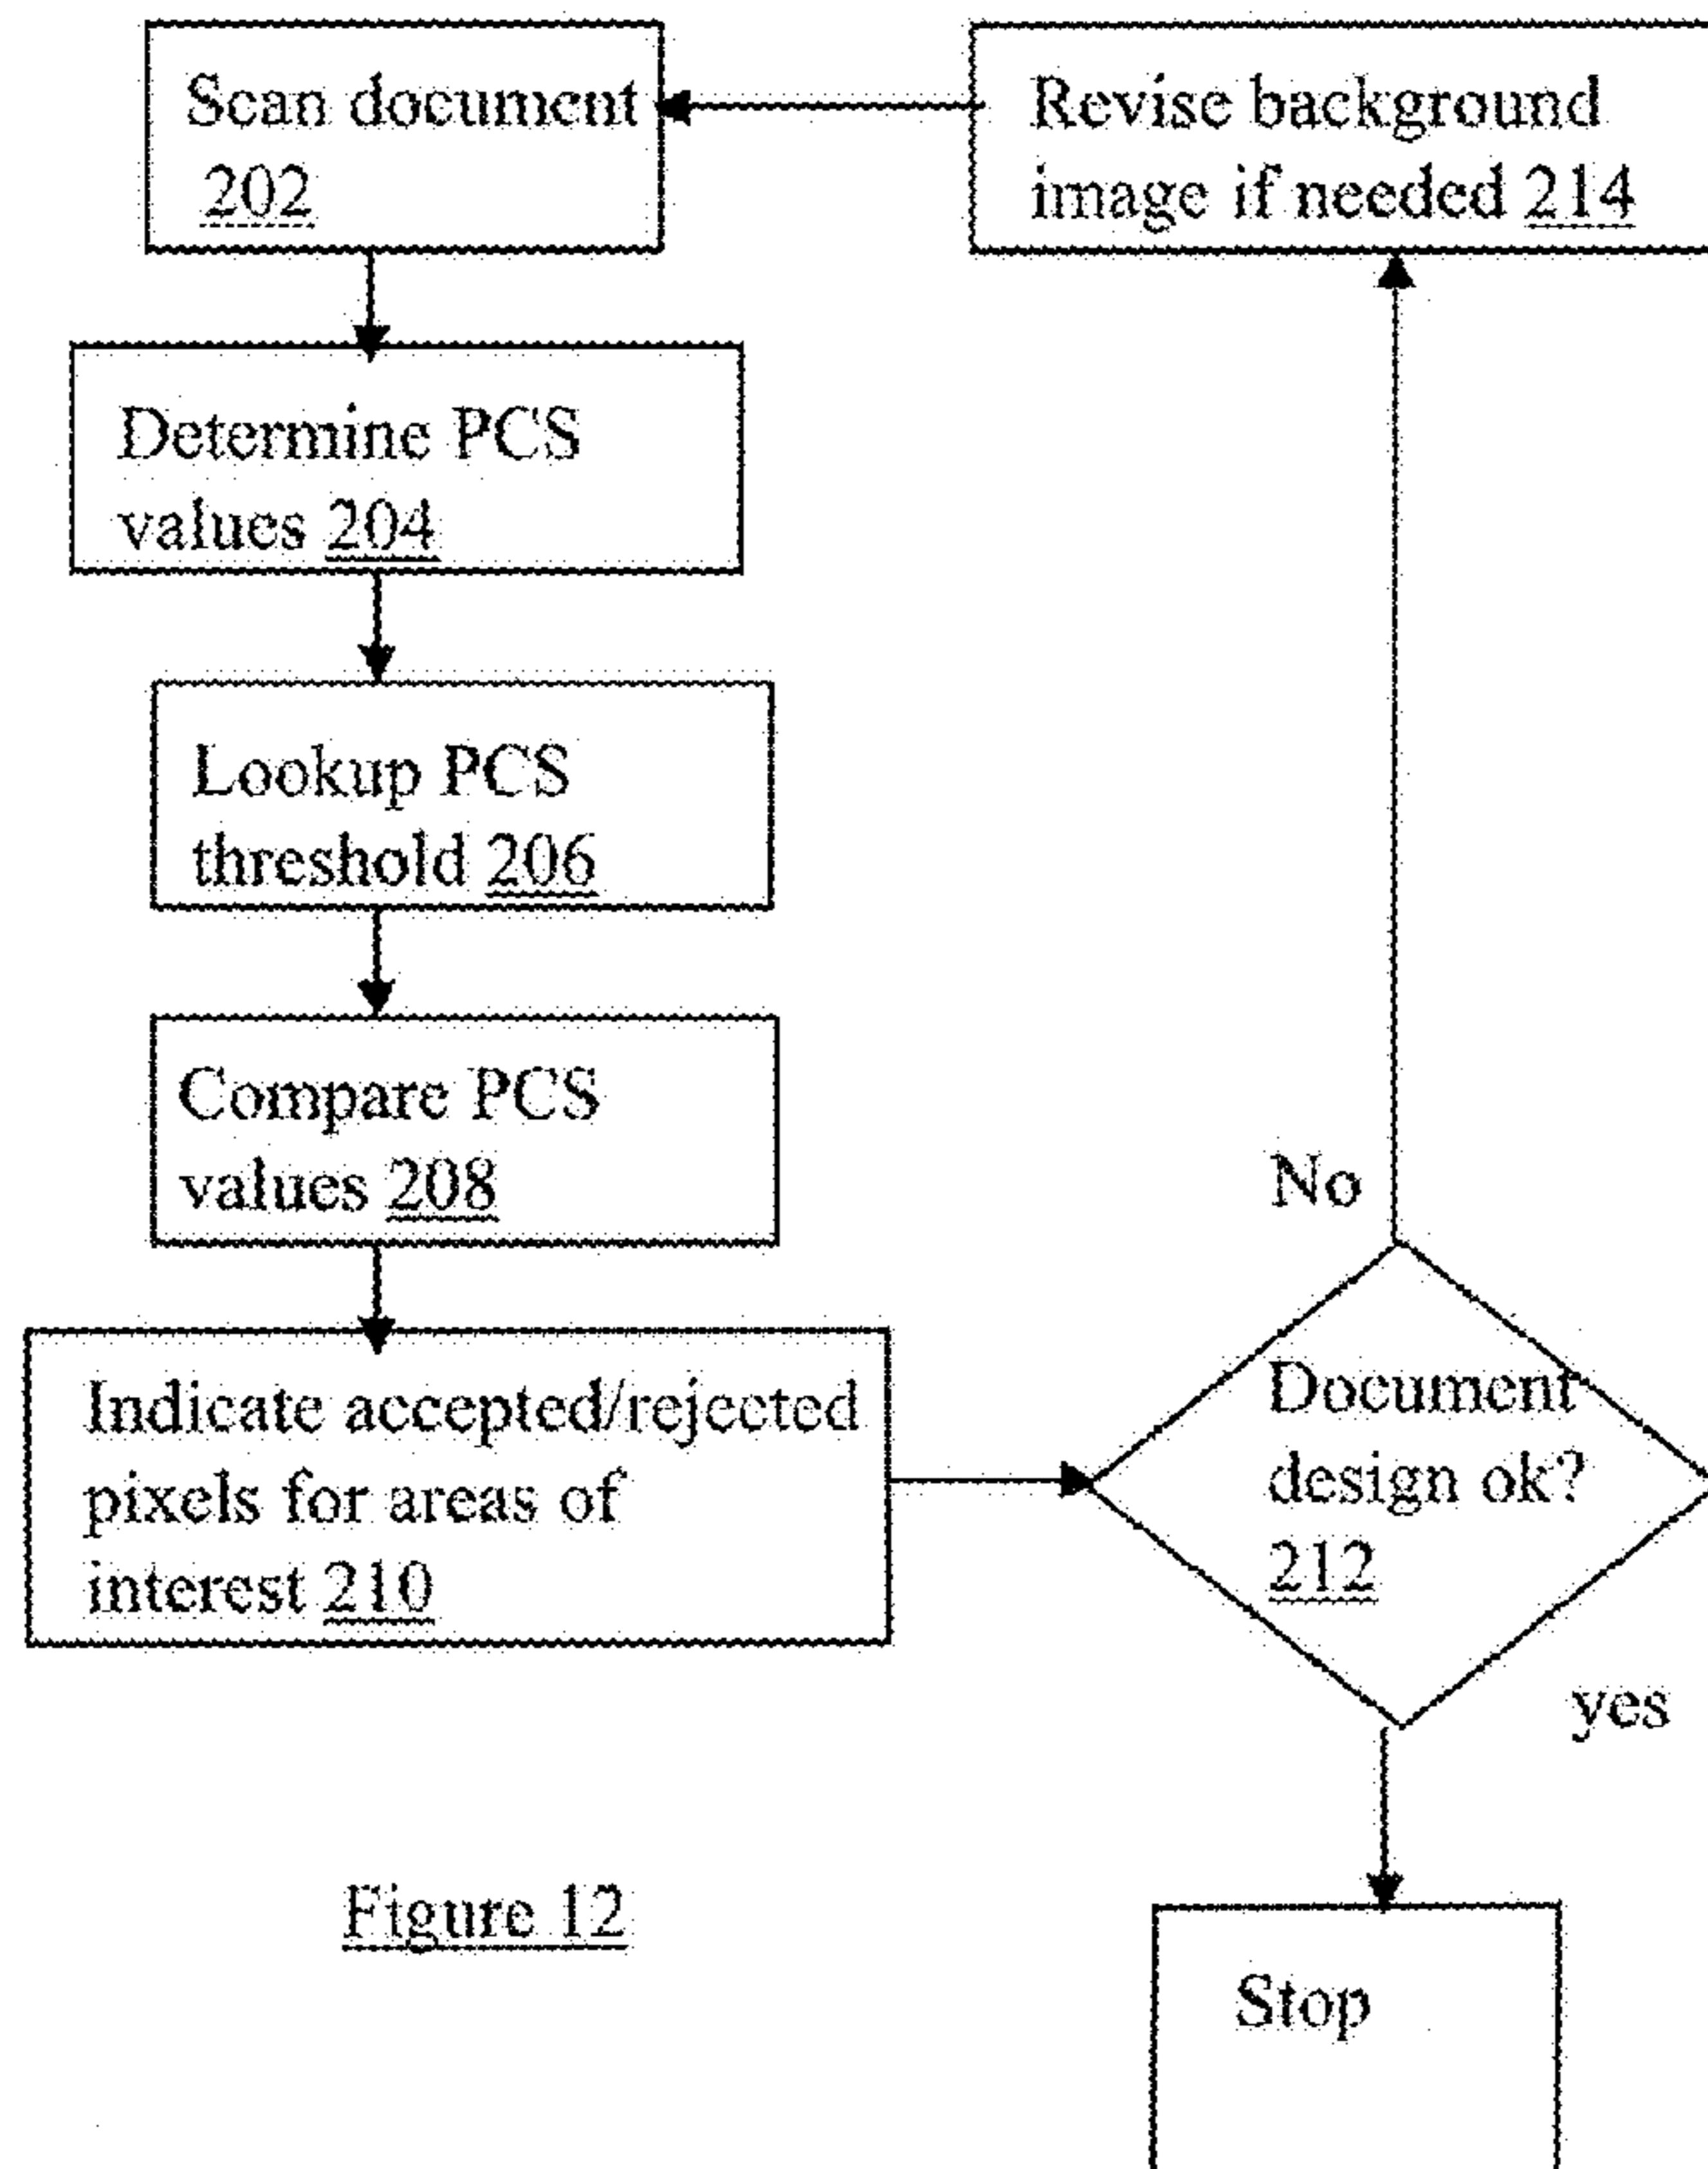 Scan document
202
Revise background
image if needed 214
Determine PCS
values 204
Lookup PCS
threshold 206
Compare PCS
values 208
No
Indicate accepted/rejected
pixels for areas of
interest 210
Document
design ok?
212
yes
Figure 12
Stop